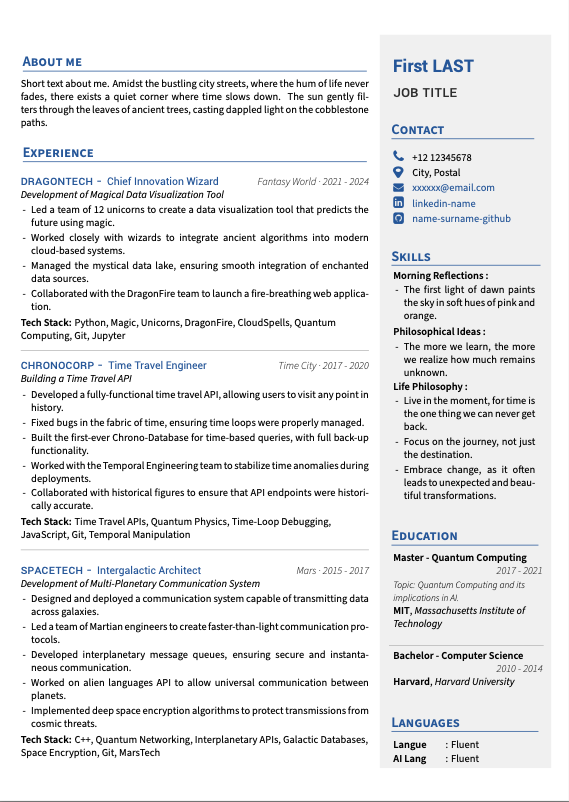 ABOUT ME
Short text about me. Amidst the bustling city streets, where the hum of life never
fades, there exists a quiet corner where time slows down. The sun gently fil-
ters through the leaves of ancient trees, casting dappled light on the cobblestone
paths.
EXPERIENCE
DRAGONTECH - Chief Innovation Wizard Fantasy World · 2021 - 2024
Development of Magical Data Visualization Tool
- Led a team of 12 unicorns to create a data visualization tool that predicts the
future using magic.
- Worked closely with wizards to integrate ancient algorithms into modern
cloud-based systems.
- Managed the mystical data lake, ensuring smooth integration of enchanted
data sources.
- Collaborated with the DragonFire team to launch a fire-breathing web applica-
tion.
Tech Stack: Python, Magic, Unicorns, DragonFire, CloudSpells, Quantum
Computing, Git, Jupyter
CHRONOCORP - Time Travel Engineer Time City · 2017 - 2020
Building a Time Travel API
- Developed a fully-functional time travel API, allowing users to visit any point in
history.
- Fixed bugs in the fabric of time, ensuring time loops were properly managed.
- Built the first-ever Chrono-Database for time-based queries, with full back-up
functionality.
- Worked with the Temporal Engineering team to stabilize time anomalies during
deployments.
- Collaborated with historical figures to ensure that API endpoints were histori-
cally accurate.
Tech Stack: Time Travel APIs, Quantum Physics, Time-Loop Debugging,
JavaScript, Git, Temporal Manipulation
SPACETECH - Intergalactic Architect Mars · 2015 - 2017
Development of Multi-Planetary Communication System
- Designed and deployed a communication system capable of transmitting data
across galaxies.
- Led a team of Martian engineers to create faster-than-light communication pro-
tocols.
- Developed interplanetary message queues, ensuring secure and instanta-
neous communication.
- Worked on alien languages API to allow universal communication between
planets.
- Implemented deep space encryption algorithms to protect transmissions from
cosmic threats.
Tech Stack: C++, Quantum Networking, Interplanetary APIs, Galactic Databases,
Space Encryption, Git, MarsTech
First LAST
JOB TITLE
CONTACT
+12 12345678
City, Postal
xxxxxx@email.com
linkedin-name
name-surname-github
SKILLS
Morning Reflections :
- The first light of dawn paints
the sky in soft hues of pink and
orange.
Philosophical Ideas :
- The more we learn, the more
we realize how much remains
unknown.
Life Philosophy :
- Live in the moment, for time is
the one thing we can never get
back.
- Focus on the journey, not just
the destination.
- Embrace change, as it often
leads to unexpected and beau-
tiful transformations.
EDUCATION
Master - Quantum Computing
2017 - 2021
Topic: Quantum Computing and its
implications in AI.
MIT, Massachusetts Institute of
Technology
Bachelor - Computer Science
2010 - 2014
Harvard, Harvard University
LANGUAGES
Langue : Fluent
AI Lang : Fluent